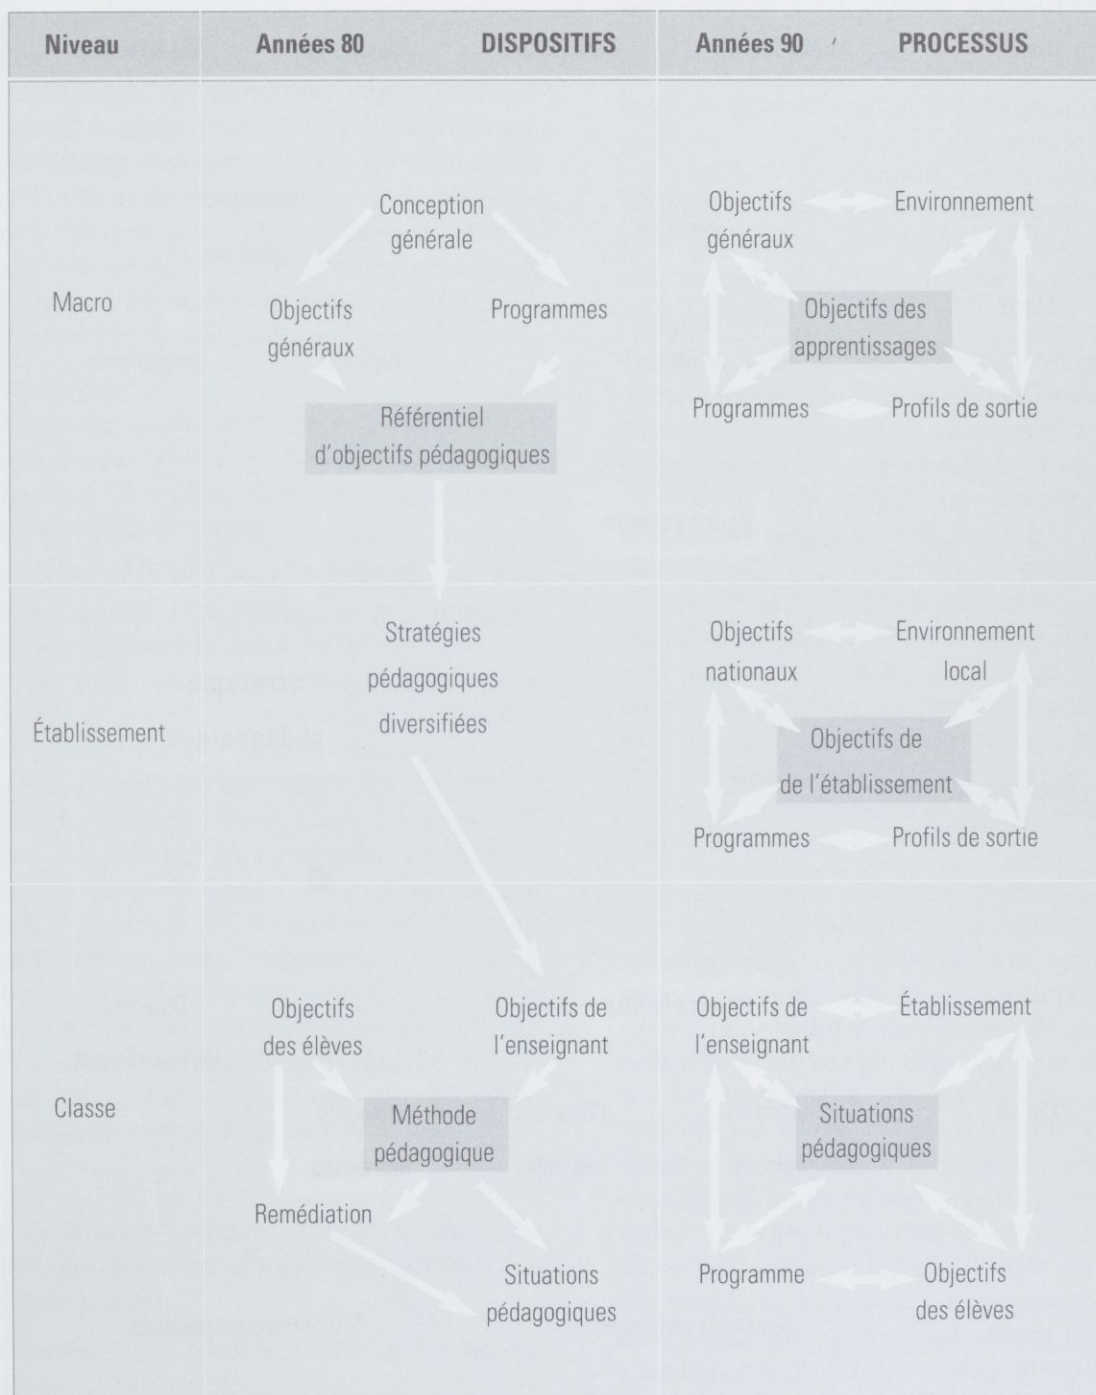 Niveau Années 80 DISPOSITIFS Années 90 PROCESSUS
Macro
Conception
générale
Objectifs
généraux
Programmes
Référentiel
d'objectifs pédagogiques
Objectifs
généraux
Environnement
Objectifs des
apprentissages
Programmes
Profils de sortie
Établissement
Stratégies
pédagogiques
diversifiées
Objectifs
nationaux
Environnement
local
Objectifs de
de l'établissement
Programmes
Profils de sortie
Classe
Objectifs
des élèves
Objectifs de
l'enseignant
Méthode
pédagogique
Remédiation
Situations
pédagogiques
Objectifs de
l'enseignant
Établissement
Situations
pédagogiques
Programme
Objectifs
des élèves